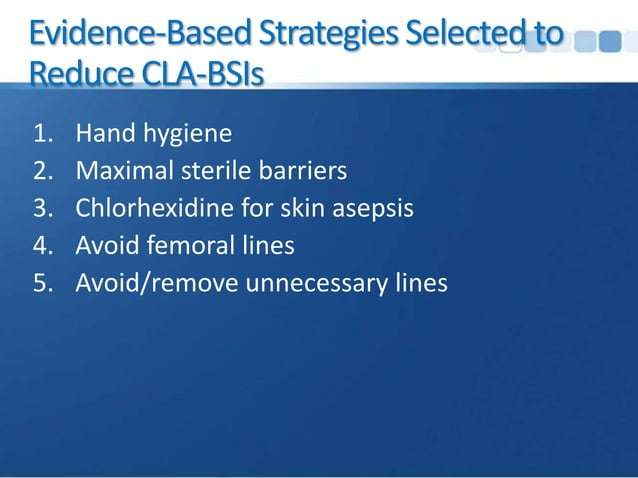 Evidence-Based Strategies Selected to
Reduce CLA-BSIs
1. Hand hygiene
2. Maximal sterile barriers
3. Chlorhexidine for skin asepsis
4. Avoid femoral lines
5. Avoid/remove unnecessary lines